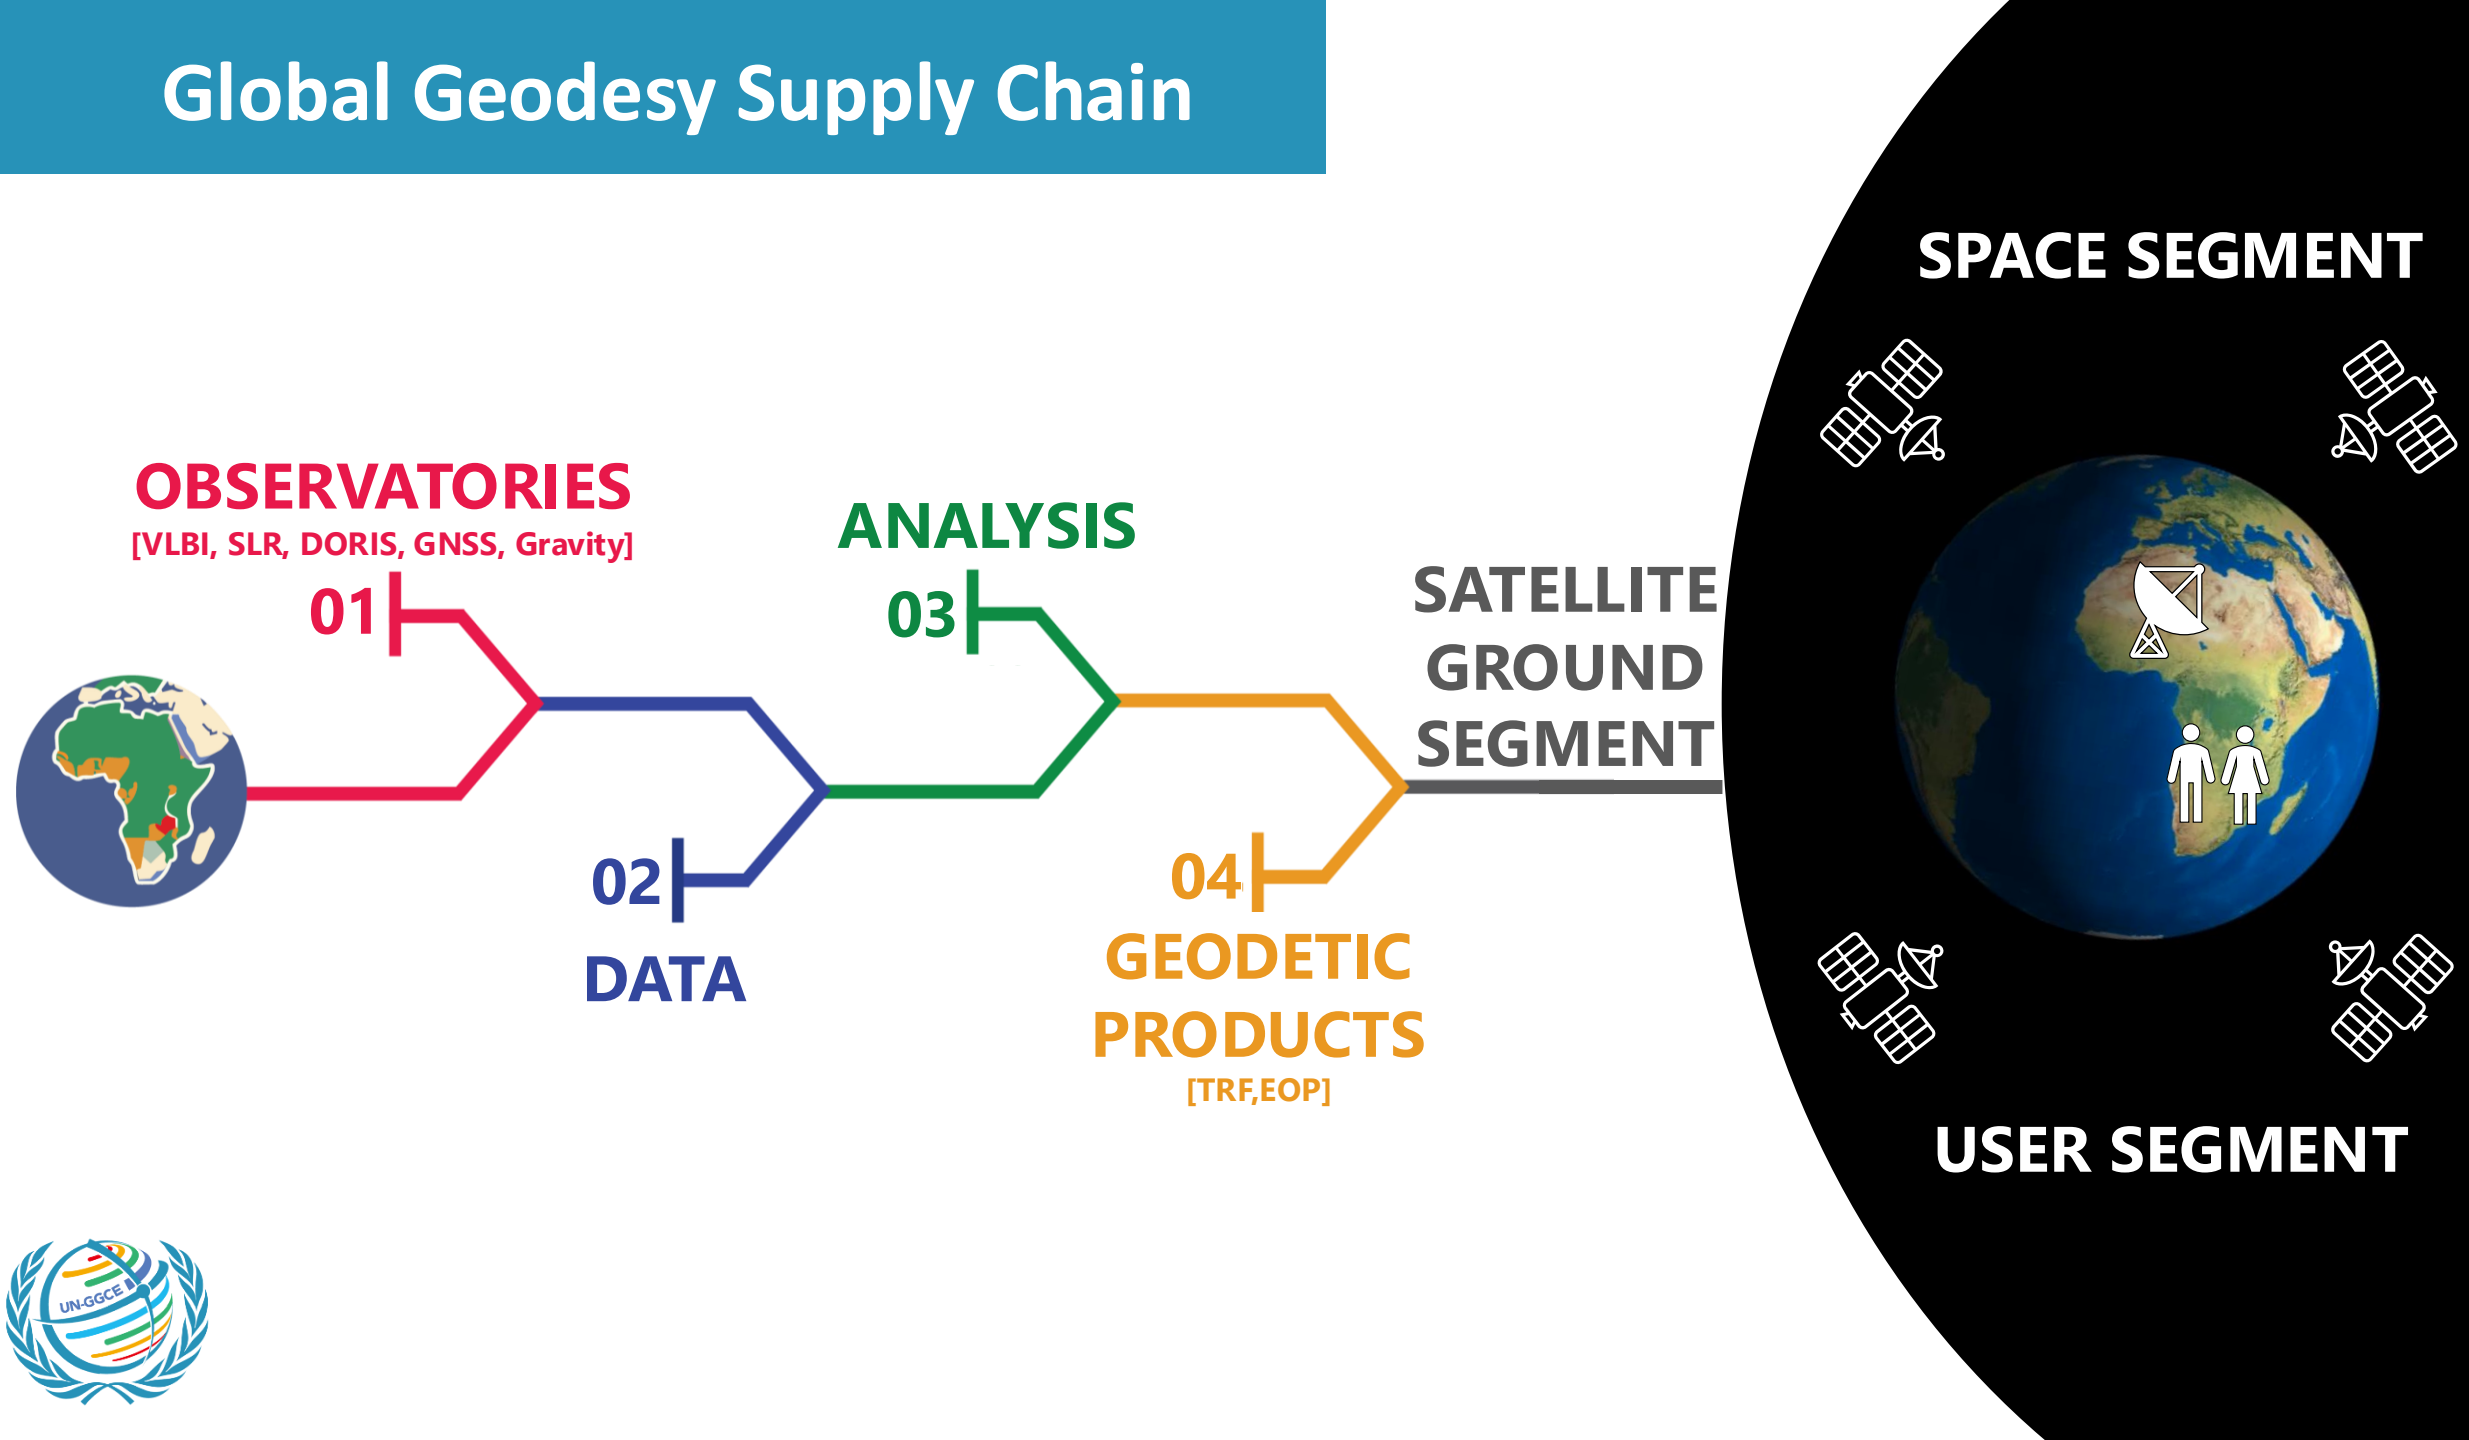 Global Geodesy Supply Chain
OBSERVATORIES
[VLBI, SLR, DORIS, GNSS, Gravity]
01
02
DATA
ANALYSIS
03
04
GEODETIC
PRODUCTS
[TRF,EOP]
SATELLITE
GROUND
SEGMENT
SPACE SEGMENT
USER SEGMENT
UN-GGCE